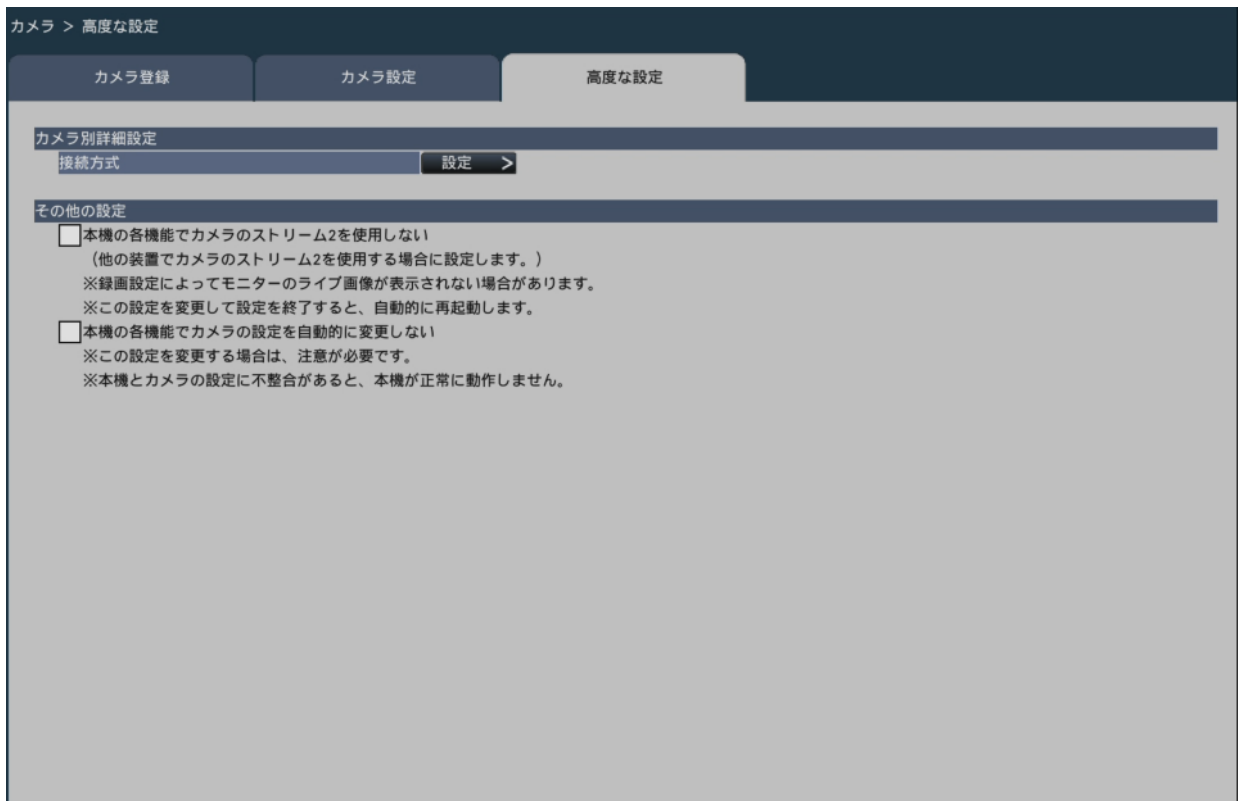 カメラ > 高度な設定
カメラ登録 カメラ設定 高度な設定
カメラ別詳細設定
接続方式 設定 >
その他の設定
本機の各機能でカメラのストリーム2を使用しない
（他の装置でカメラのストリーム2を使用する場合に設定します。）
※録画設定によってモニターのライブ画像が表示されない場合があります。
※この設定を変更して設定を終了すると、自動的に再起動します。
本機の各機能でカメラの設定を自動的に変更しない
※この設定を変更する場合は、注意が必要です。
※本機とカメラの設定に不整合があると、本機が正常に動作しません。